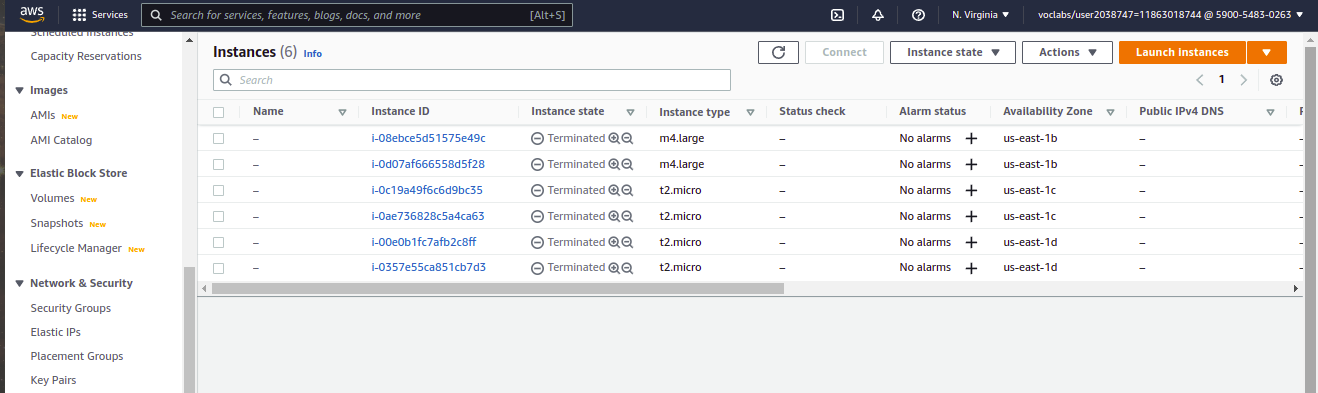 aws Services Search for services, features, blogs, docs, and more [Alt+S] N. Virginia voclabs/user2038747=11863018744 @ 5900-5483-0263
Scheduled Instances
Capacity Reservations
Images
AMIs New
AMI Catalog
Elastic Block Store
Volumes New
Snapshots New
Lifecycle Manager New
Network & Security
Security Groups
Elastic IPs
Placement Groups
Key Pairs
Instances (6) Info Connect Instance state Actions Launch instances
Search
1
Name Instance ID Instance state Instance type Status check Alarm status Availability Zone Public IPv4 DNS
– i-08ebce5d51575e49c Terminated m4.large – No alarms + us-east-1b –
– i-0d07af666558d5f28 Terminated m4.large – No alarms + us-east-1b –
– i-0c19a49f6c6d9bc35 Terminated t2.micro – No alarms + us-east-1c –
– i-0ae736828c5a4ca63 Terminated t2.micro – No alarms + us-east-1c –
– i-00e0b1fc7afb2c8ff Terminated t2.micro – No alarms + us-east-1d –
– i-0357e55ca851cb7d3 Terminated t2.micro – No alarms + us-east-1d –